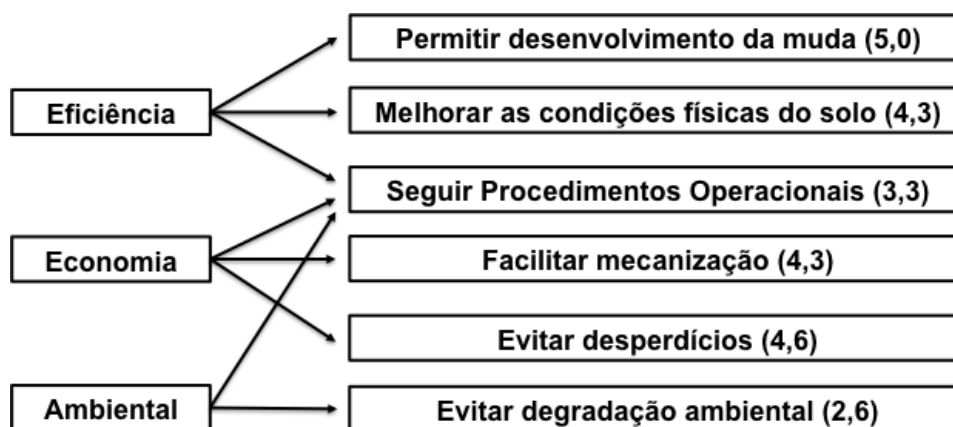 Permitir desenvolvimento da muda (5,0)
Eficiência
Melhorar as condições físicas do solo (4,3)
Seguir Procedimentos Operacionais (3,3)
Economia
Facilitar mecanização (4,3)
Evitar desperdícios (4,6)
Ambiental
Evitar degradação ambiental (2,6)